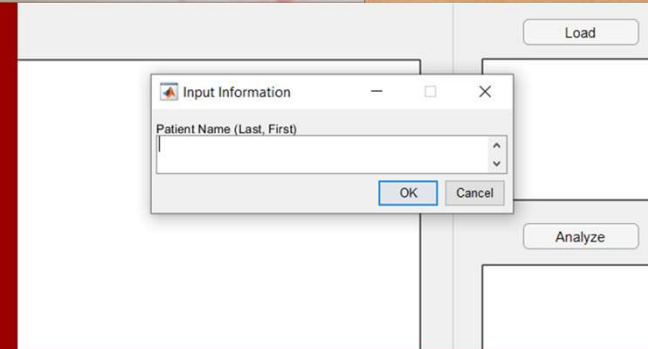 Load
Input Information
Patient Name (Last, First)
OK Cancel
Analyze